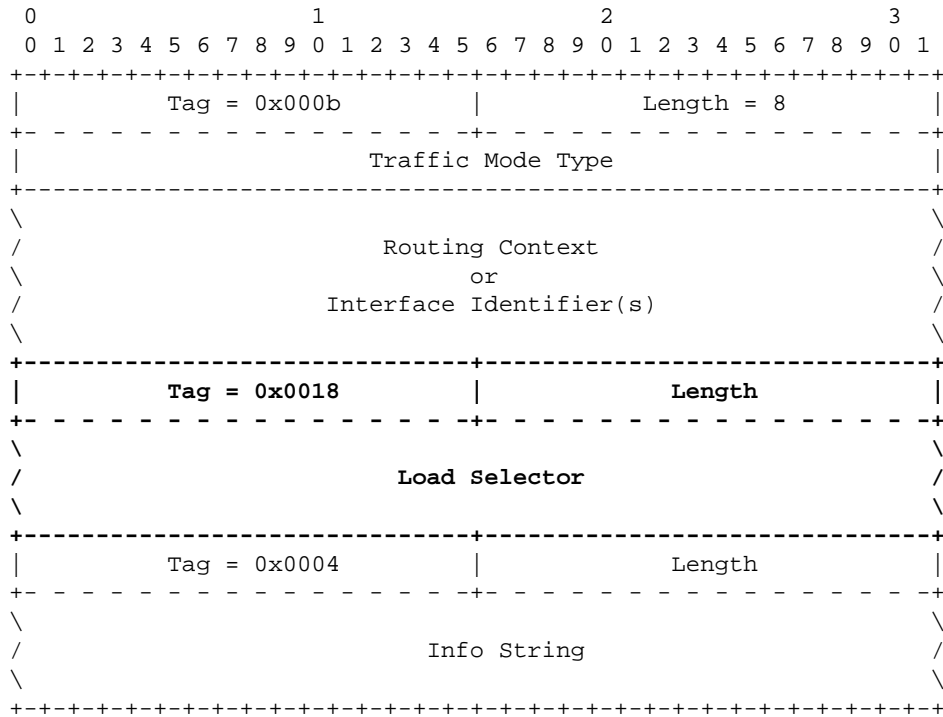 0                   1                   2                   3
 0 1 2 3 4 5 6 7 8 9 0 1 2 3 4 5 6 7 8 9 0 1 2 3 4 5 6 7 8 9 0 1
+-+-+-+-+-+-+-+-+-+-+-+-+-+-+-+-+-+-+-+-+-+-+-+-+-+-+-+-+-+-+-+-+
|          Tag = 0x000b         |           Length = 8          |
+- - - - - - - - - - - - - - - -+- - - - - - - - - - - - - - - -+
|                        Traffic Mode Type                      |
+---------------------------------------------------------------+
\                                                               \
/                         Routing Context                       /
\                               or                              \
/                     Interface Identifier(s)                   /
\                                                               \
+-------------------------------+-------------------------------+
|          Tag = 0x0018         |             Length            |
+- - - - - - - - - - - - - - - -+- - - - - - - - - - - - - - - -+
\                                                               \
/                          Load Selector                        /
\                                                               \
+-------------------------------+-------------------------------+
|          Tag = 0x0004         |             Length            |
+- - - - - - - - - - - - - - - -+- - - - - - - - - - - - - - - -+
\                                                               \
/                            Info String                        /
\                                                               \
+-+-+-+-+-+-+-+-+-+-+-+-+-+-+-+-+-+-+-+-+-+-+-+-+-+-+-+-+-+-+-+-+